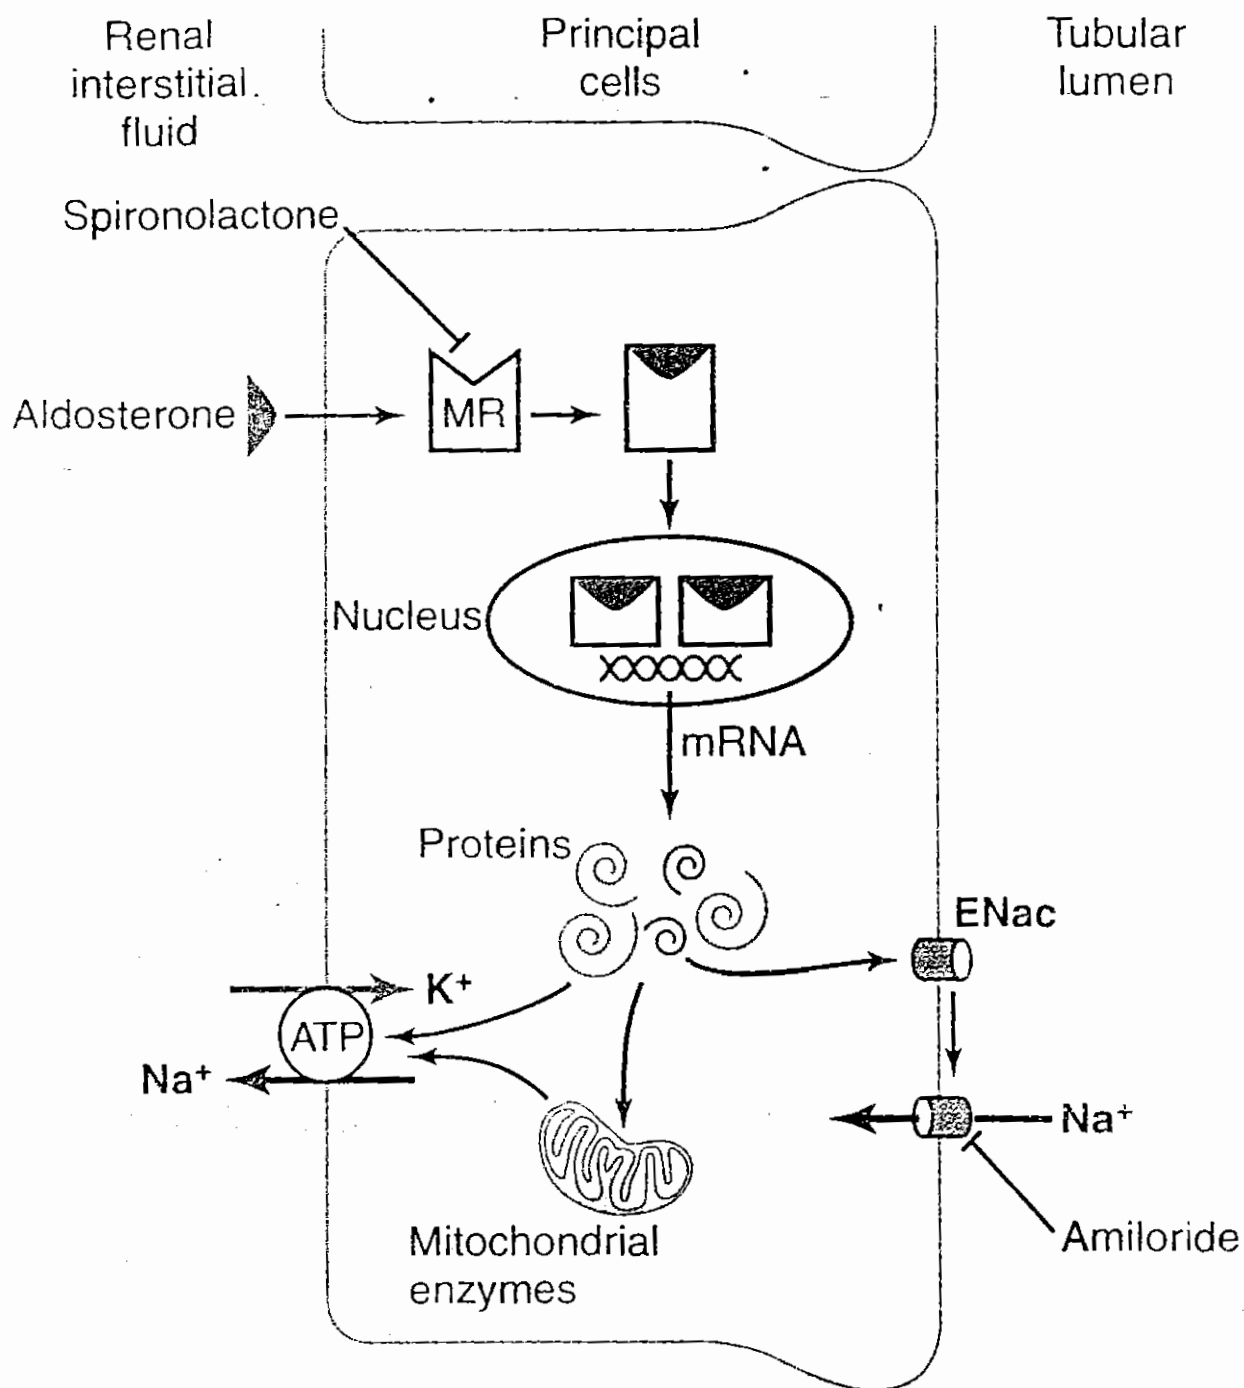 Renal
interstitial
fluid
Principal
cells
Tubular
lumen
Spironolactone
Aldosterone
MR
Nucleus
mRNA
Proteins
ENac
K+
ATP
Na+
Na+
Mitochondrial
enzymes
Amiloride